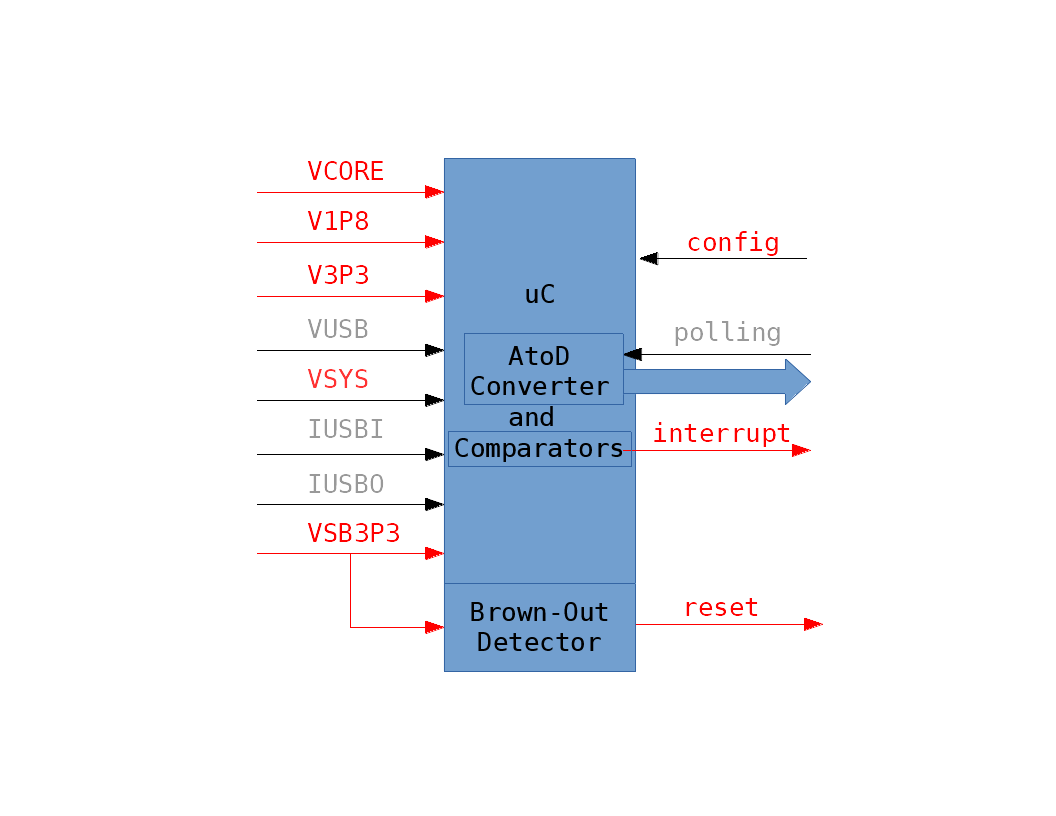 VCORE
V1P8
V3P3
VUSB
VSYS
IUSBI
IUSBO
VSB3P3
uC
AtoD
Converter
and
Comparators
Brown-Out
Detector
config
polling
interrupt
reset